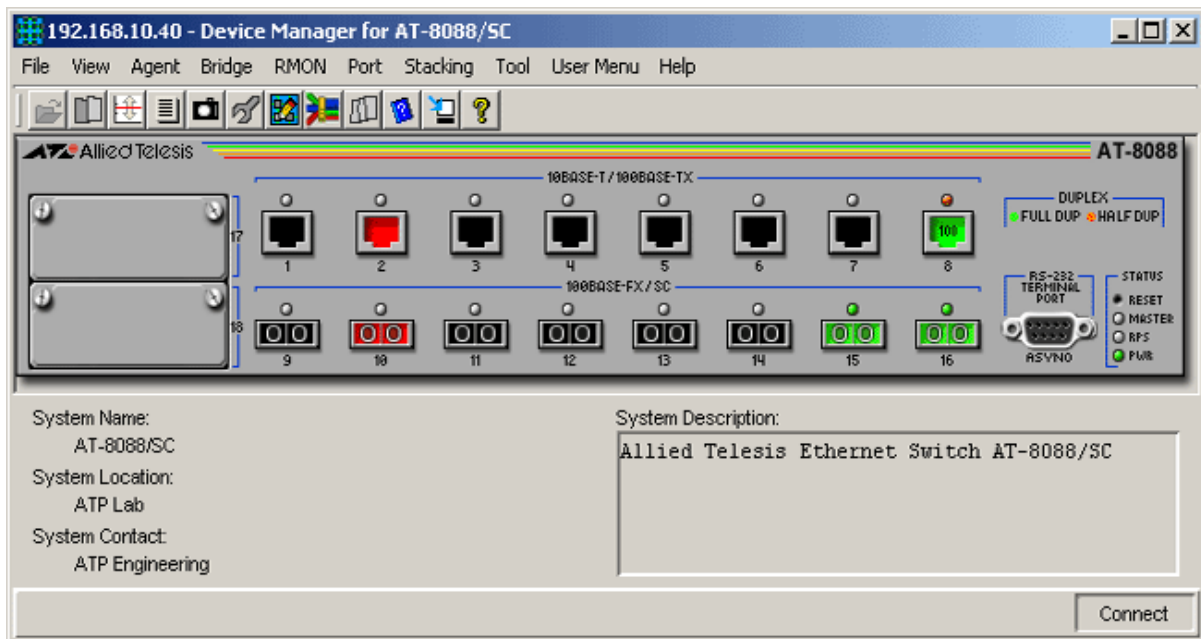 192.168.10.40 - Device Manager for AT-8088/SC
File View Agent Bridge RMON Port Stacking Tool User Menu Help
Allied Telesis
AT-8088
10BASE-T/100BASE-TX
DUPLEX
FULL DUP HALF DUP
17
100
1 2 3 4 5 6 7 8
100BASE-FX/SC
RS-232
TERMINAL
PORT
STATUS
RESET
MASTER
RPS
PWR
18
9 10 11 12 13 14 15 16
ASYNO
System Name:
AT-8088/SC
System Location:
ATP Lab
System Contact:
ATP Engineering
System Description:
Allied Telesis Ethernet Switch AT-8088/SC
Connect